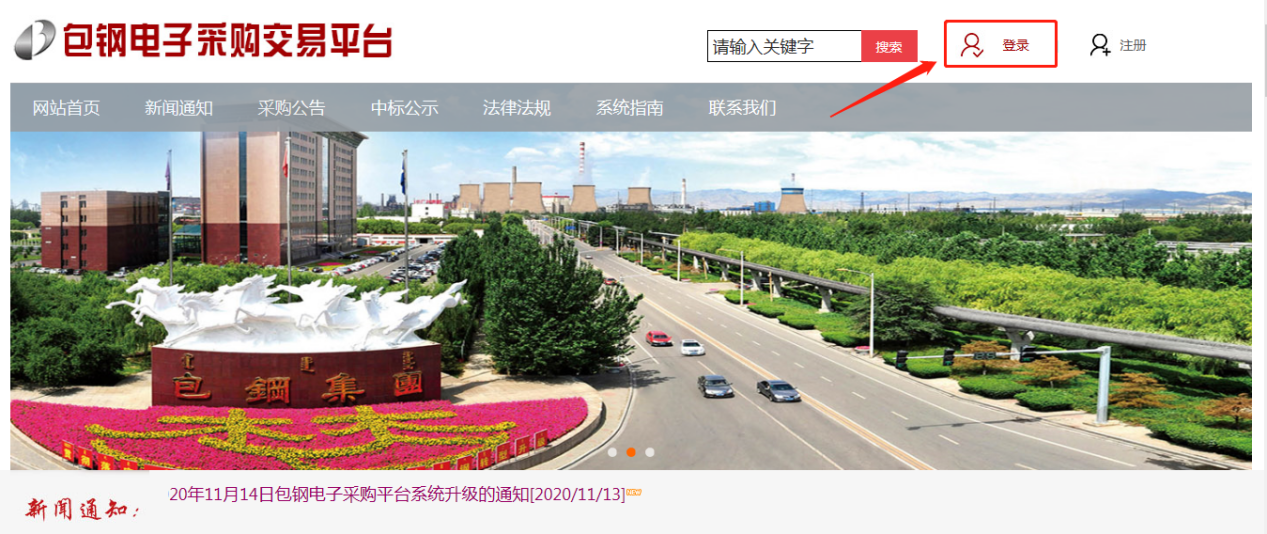 包钢电子采购交易平台
请输入关键字 搜索 登录 注册
网站首页 新闻通知 采购公告 中标公示 法律法规 系统指南 联系我们
包鋼集團
新闻通知： 20年11月14日包钢电子采购平台系统升级的通知[2020/11/13] NEW